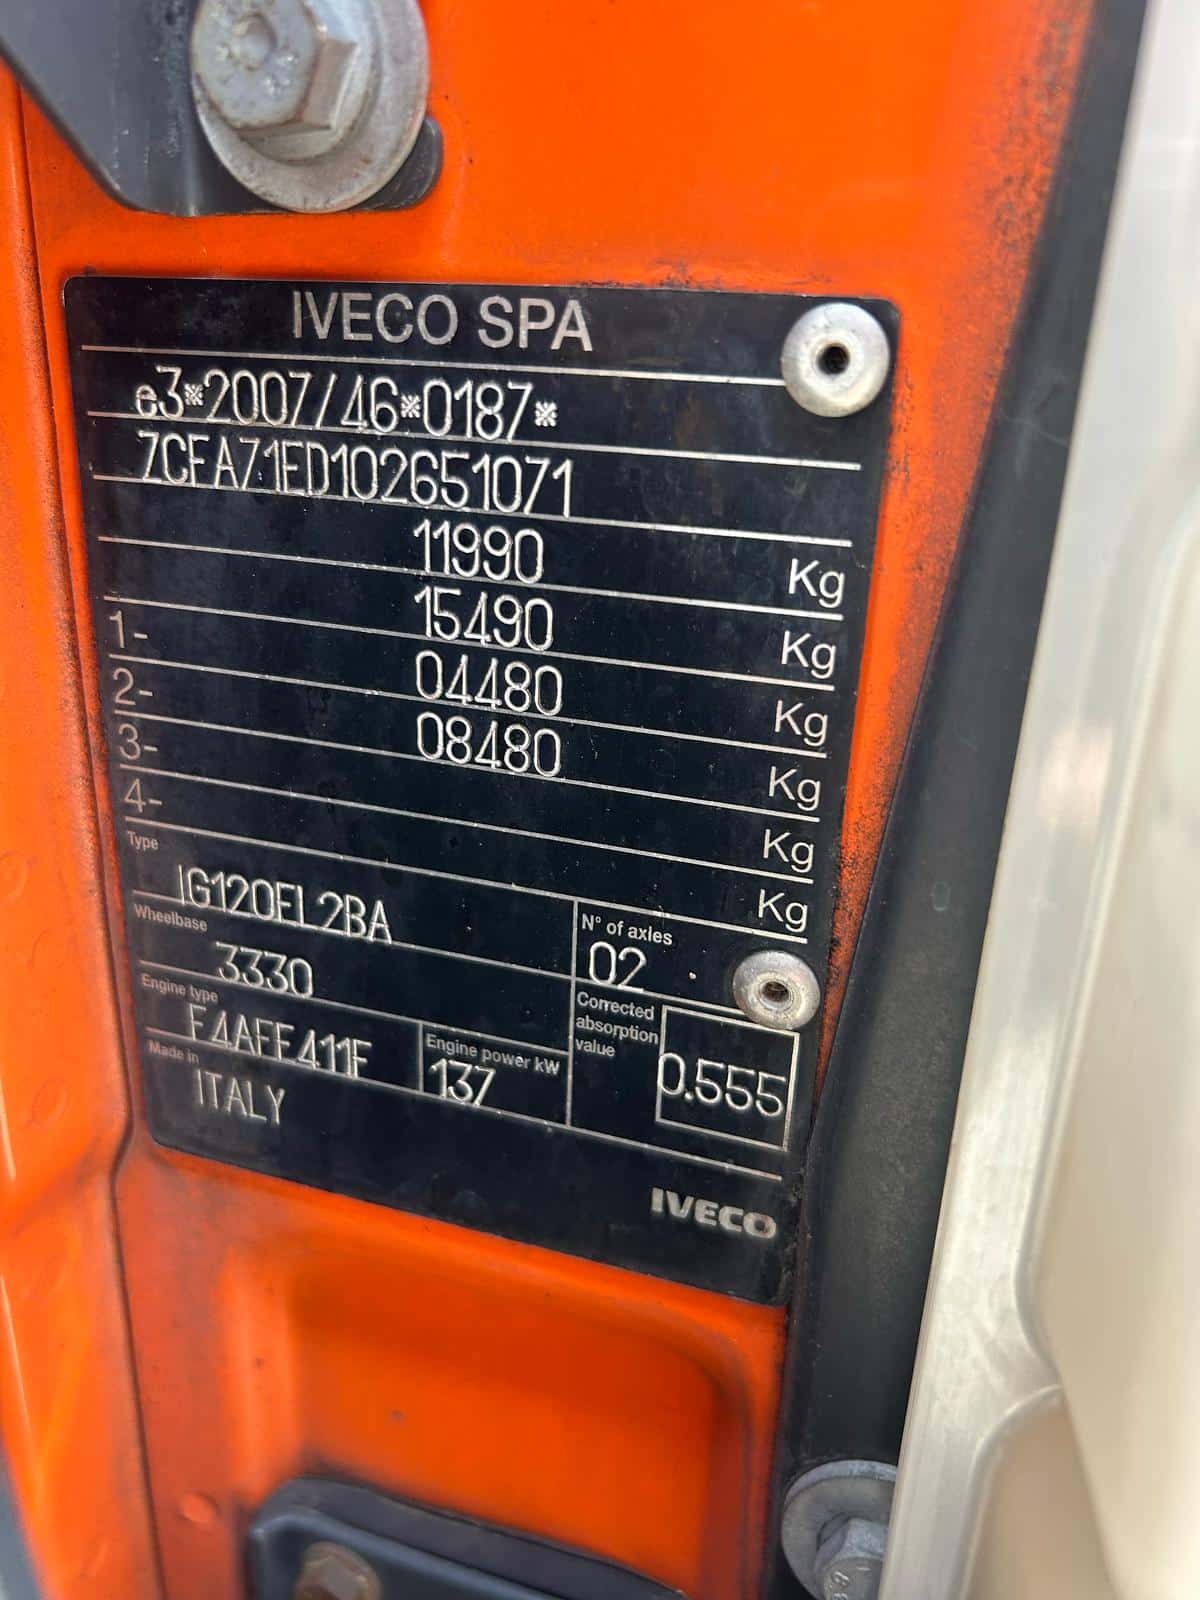 IVECO SPA
e3*2007/46*0187*
ZCFA71ED102651071
11990 Kg
15490 Kg
1- 04480 Kg
2- 08480 Kg
3- Kg
4- Kg
Type
IG120EL2BA
N° of axles
02
Wheelbase
3330
Corrected
absorption
value
0.555
Engine type
F4AFE411F
Engine power kW
137
Made in
ITALY
IVECO